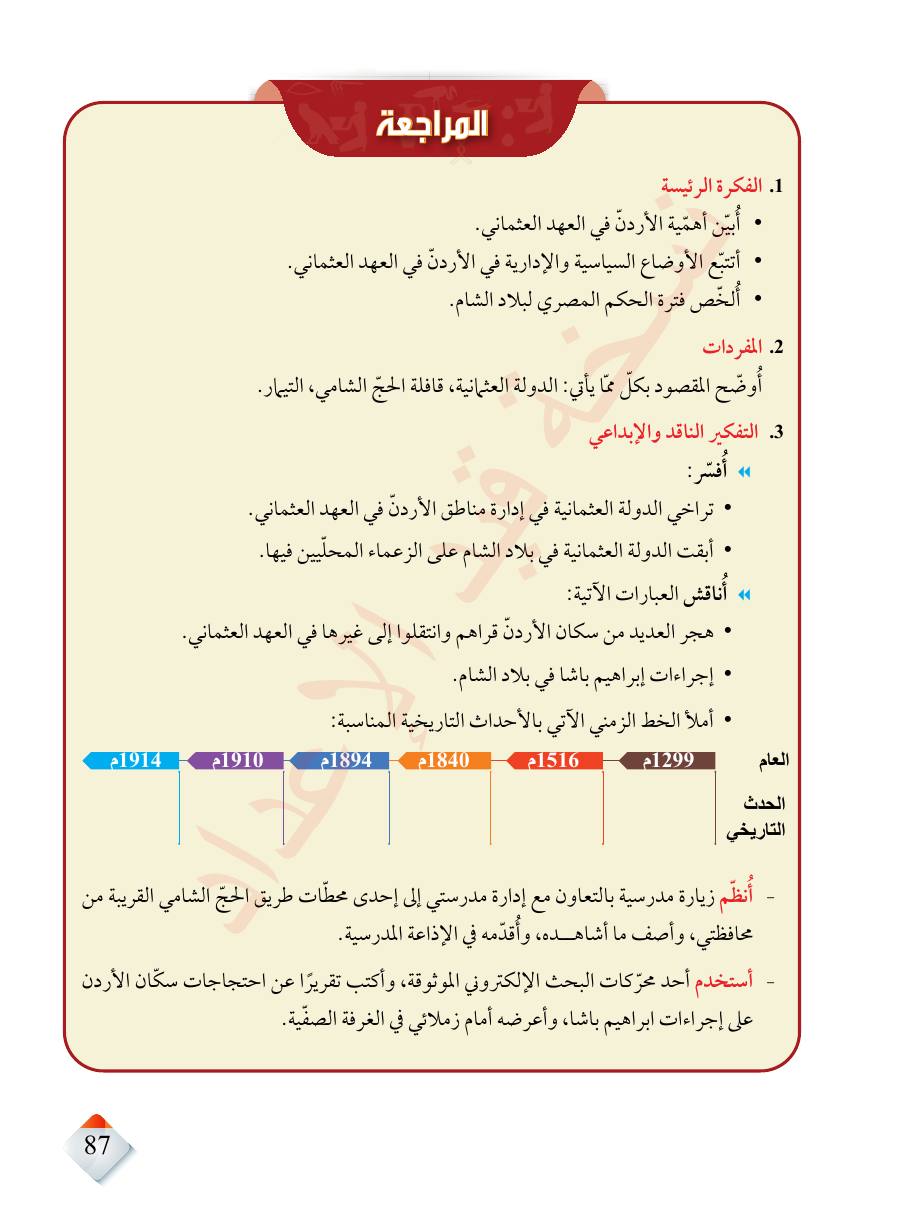 المراجعة
1. الفكرة الرئيسة
• أُبيّن أهمّية الأردنّ في العهد العثماني.
• أتتبّع الأوضاع السياسية والإدارية في الأردنّ في العهد العثماني.
• أُلخّص فترة الحكم المصري لبلاد الشام.
2. المفردات
أُوضّح المقصود بكلّ ممّا يأتي: الدولة العثمانية، قافلة الحجّ الشامي، التيمار.
3. التفكير الناقد والإبداعي
أُفسّر:
• تراخي الدولة العثمانية في إدارة مناطق الأردنّ في العهد العثماني.
• أبقت الدولة العثمانية في بلاد الشام على الزعماء المحلّيين فيها.
أُناقش العبارات الآتية:
• هجر العديد من سكان الأردنّ قراهم وانتقلوا إلى غيرها في العهد العثماني.
• إجراءات إبراهيم باشا في بلاد الشام.
• أملأ الخط الزمني الآتي بالأحداث التاريخية المناسبة:
العام 1299م 1516م 1840م 1894م 1910م 1914م
الحدث
التاريخي
– أُنظّم زيارة مدرسية بالتعاون مع إدارة مدرستي إلى إحدى محطّات طريق الحجّ الشامي القريبة من
محافظتي، وأصف ما أشاهـــده، وأُقدّمه في الإذاعة المدرسية.
– أستخدم أحد محرّكات البحث الإلكتروني الموثوقة، وأكتب تقريرًا عن احتجاجات سكّان الأردن
على إجراءات ابراهيم باشا، وأعرضه أمام زملائي في الغرفة الصفّية.
نسخة قيد الإعداد
87